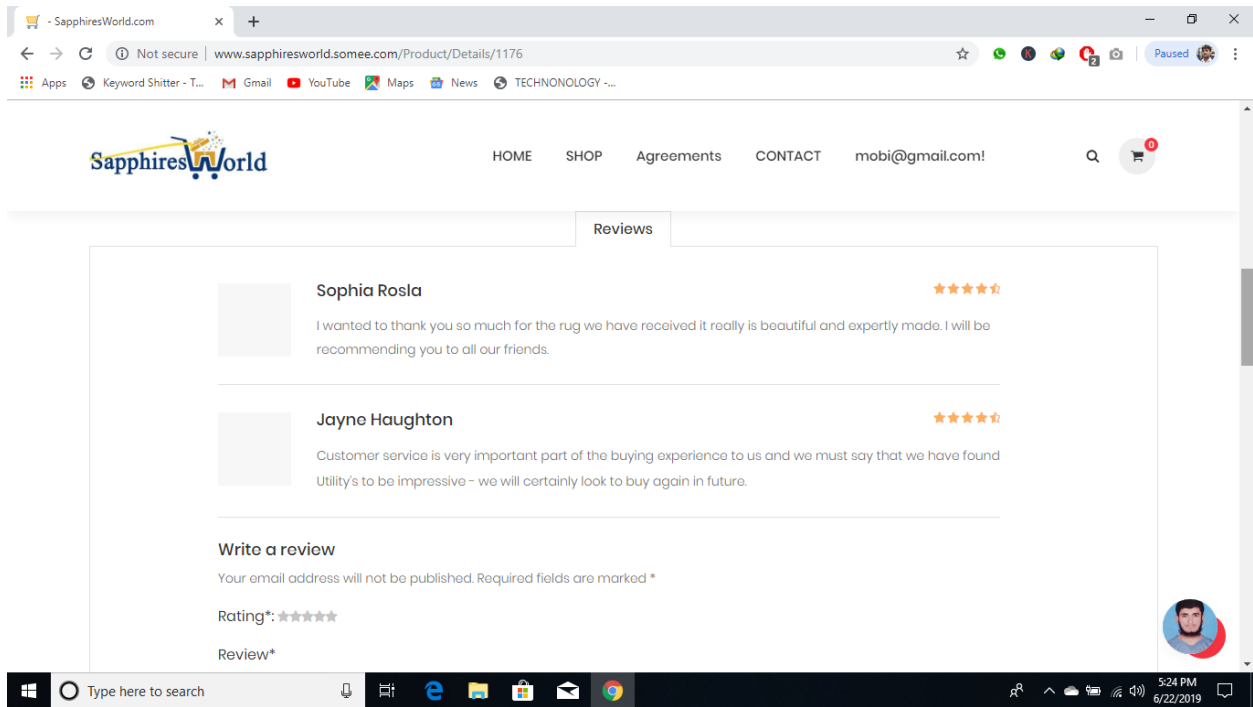 - SapphiresWorld.com
Not secure | www.sapphiresworld.somee.com/Product/Details/1176
2
Paused
Apps Keyword Shitter - T... Gmail YouTube Maps News TECHNONOLOGY -...
SapphiresWorld
HOME SHOP Agreements CONTACT mobi@gmail.com!
0
Reviews
Sophia Rosla
I wanted to thank you so much for the rug we have received it really is beautiful and expertly made. I will be
recommending you to all our friends.
Jayne Haughton
Customer service is very important part of the buying experience to us and we must say that we have found
Utility's to be impressive - we will certainly look to buy again in future.
Write a review
Your email address will not be published. Required fields are marked *
Rating*:
Review*
Type here to search
5:24 PM
6/22/2019